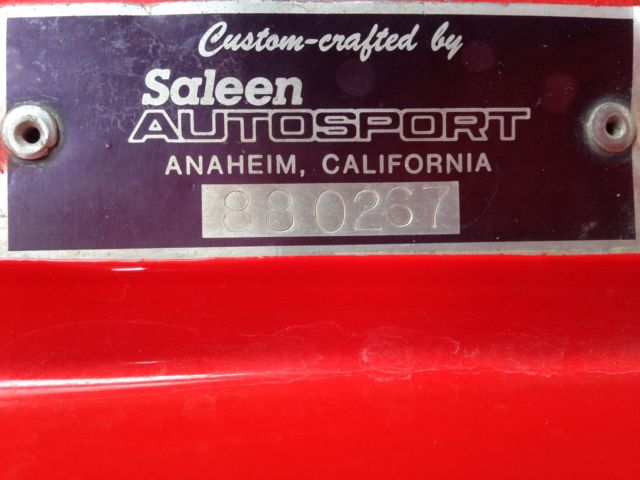 Custom-crafted by
Saleen
AUTOSPORT
ANAHEIM, CALIFORNIA
88 0267